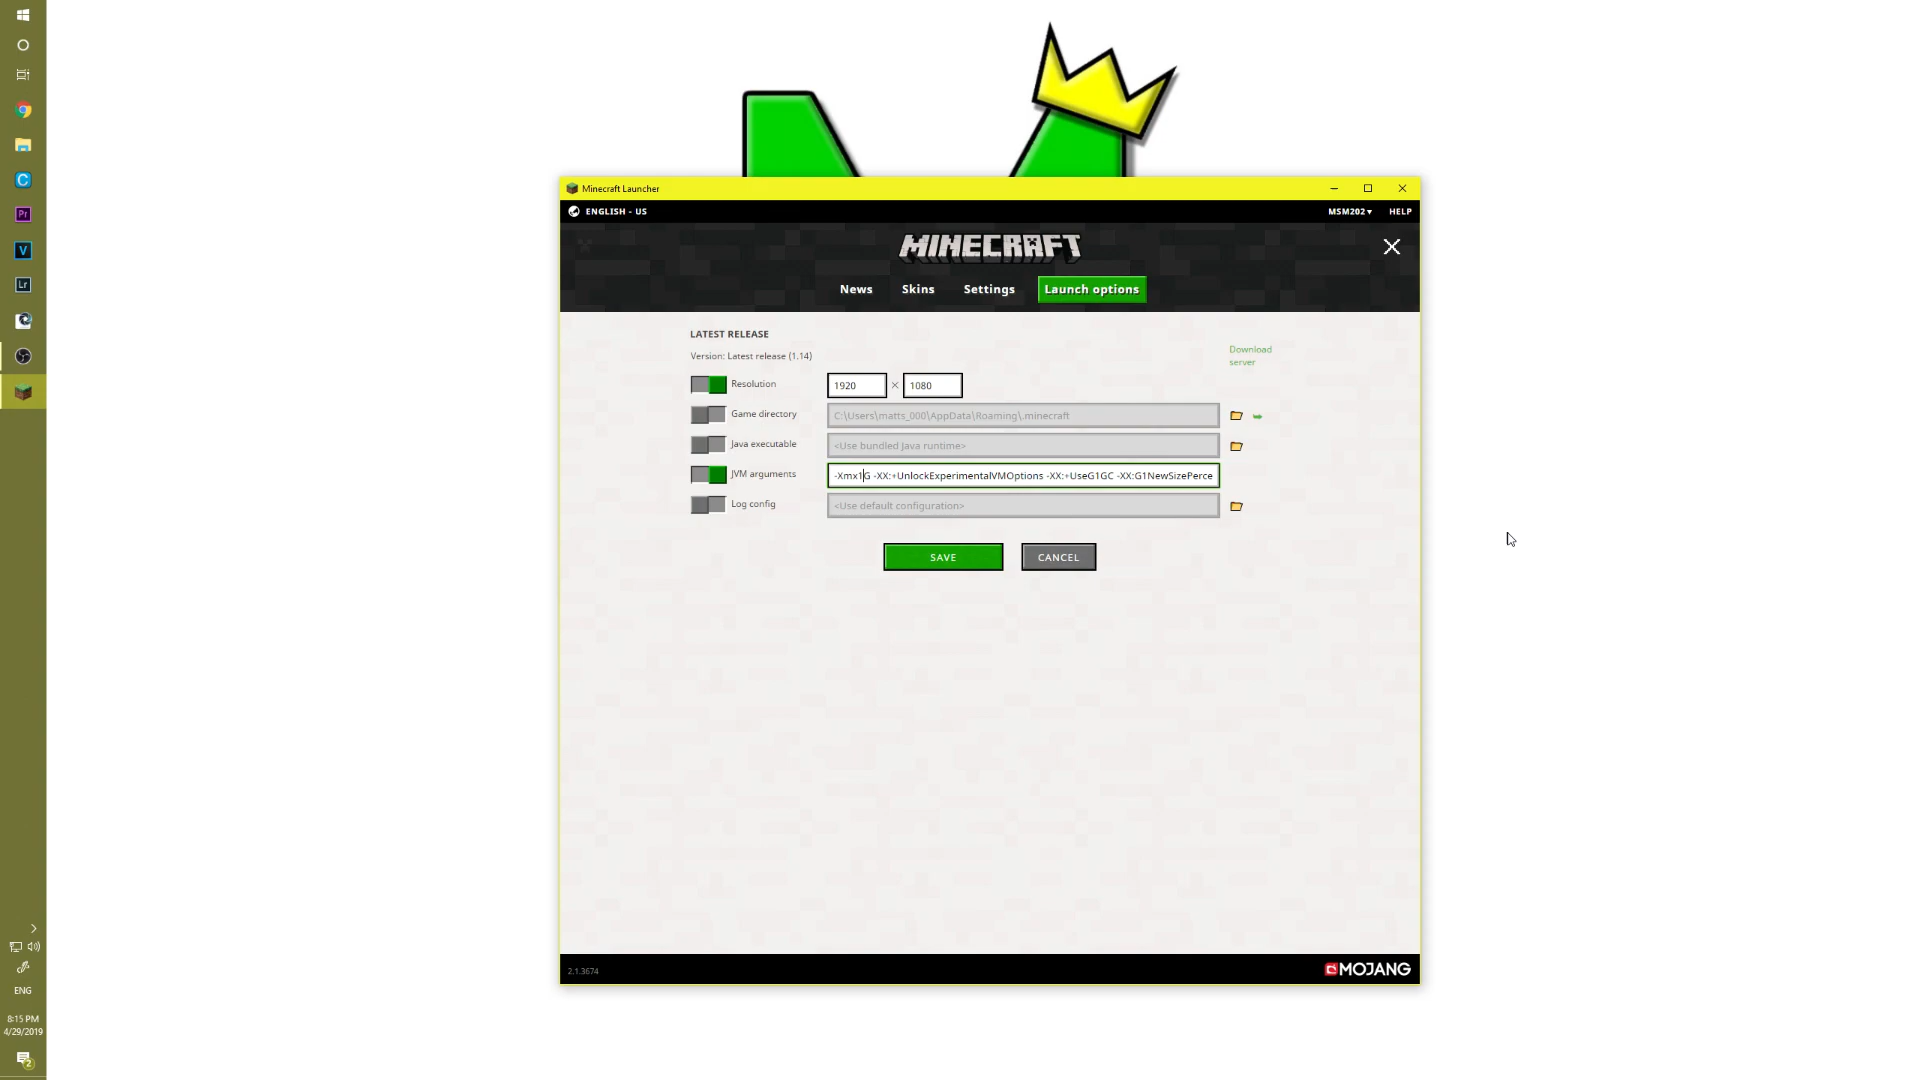 Minecraft Launcher
ENGLISH - US
MSM202▾ HELP
MINECRAFT
News Skins Settings Launch options
LATEST RELEASE
Version: Latest release (1.14)
Download
server
Resolution 1920 × 1080
Game directory C:\Users\matts_000\AppData\Roaming\.minecraft
Java executable <Use bundled Java runtime>
JVM arguments -Xmx1G -XX:+UnlockExperimentalVMOptions -XX:+UseG1GC -XX:G1NewSizePerce
Log config <Use default configuration>
SAVE CANCEL
2.1.3674
MOJANG
C
Pr
V
Lr
ENG
8:15 PM
4/29/2019
2